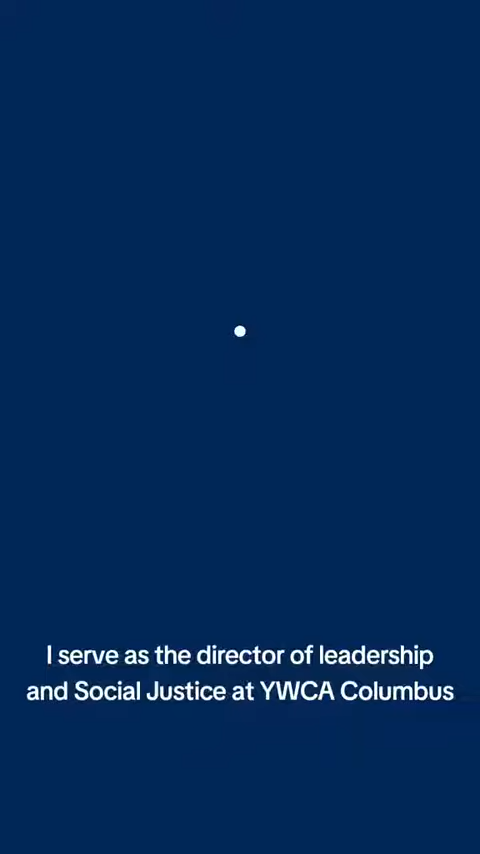 I serve as the director of leadership
and Social Justice at YWCA Columbus